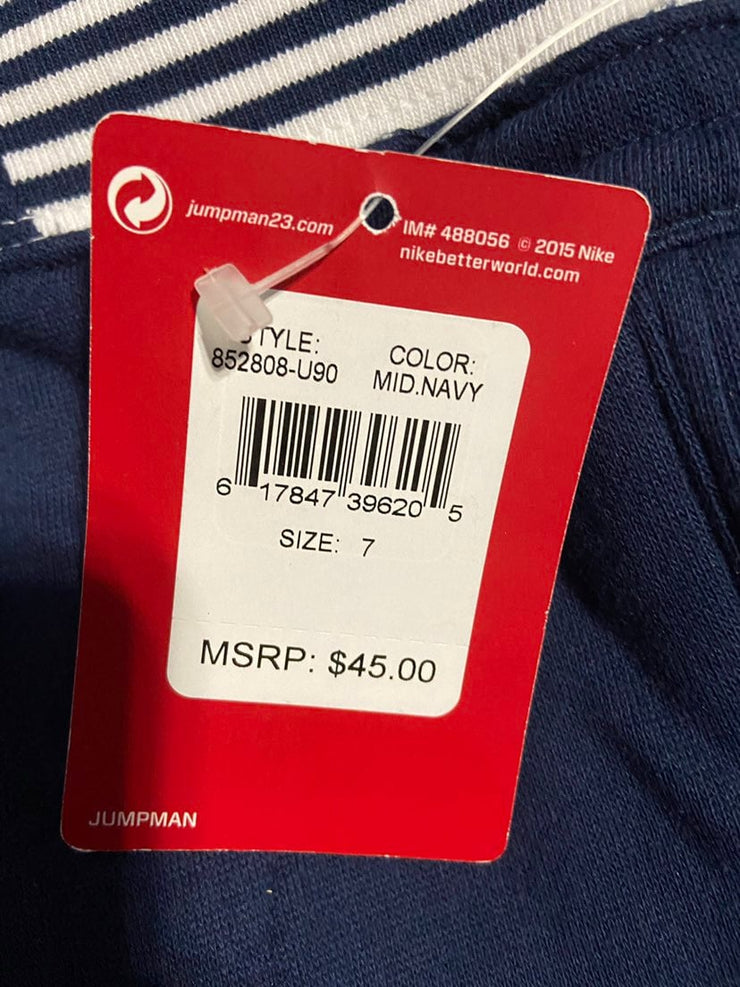 jumpman23.com
IM# 488056 © 2015 Nike
nikebetterworld.com
STYLE:
852808-U90
COLOR:
MID.NAVY
6 17847 39620 5
SIZE: 7
MSRP: $45.00
JUMPMAN